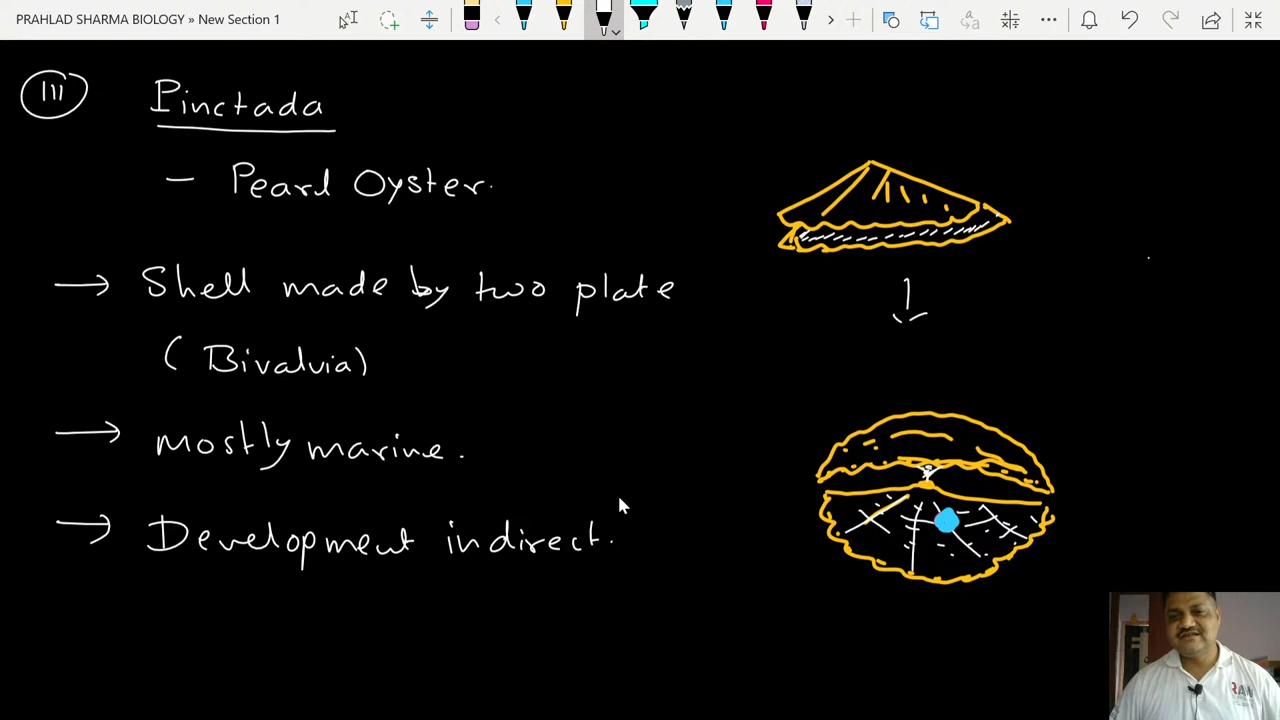 PRAHLAD SHARMA BIOLOGY » New Section 1
III Pinctada
- Pearl Oyster.
→ Shell made by two plate
(Bivalvia)
→ mostly marine.
→ Development indirect.